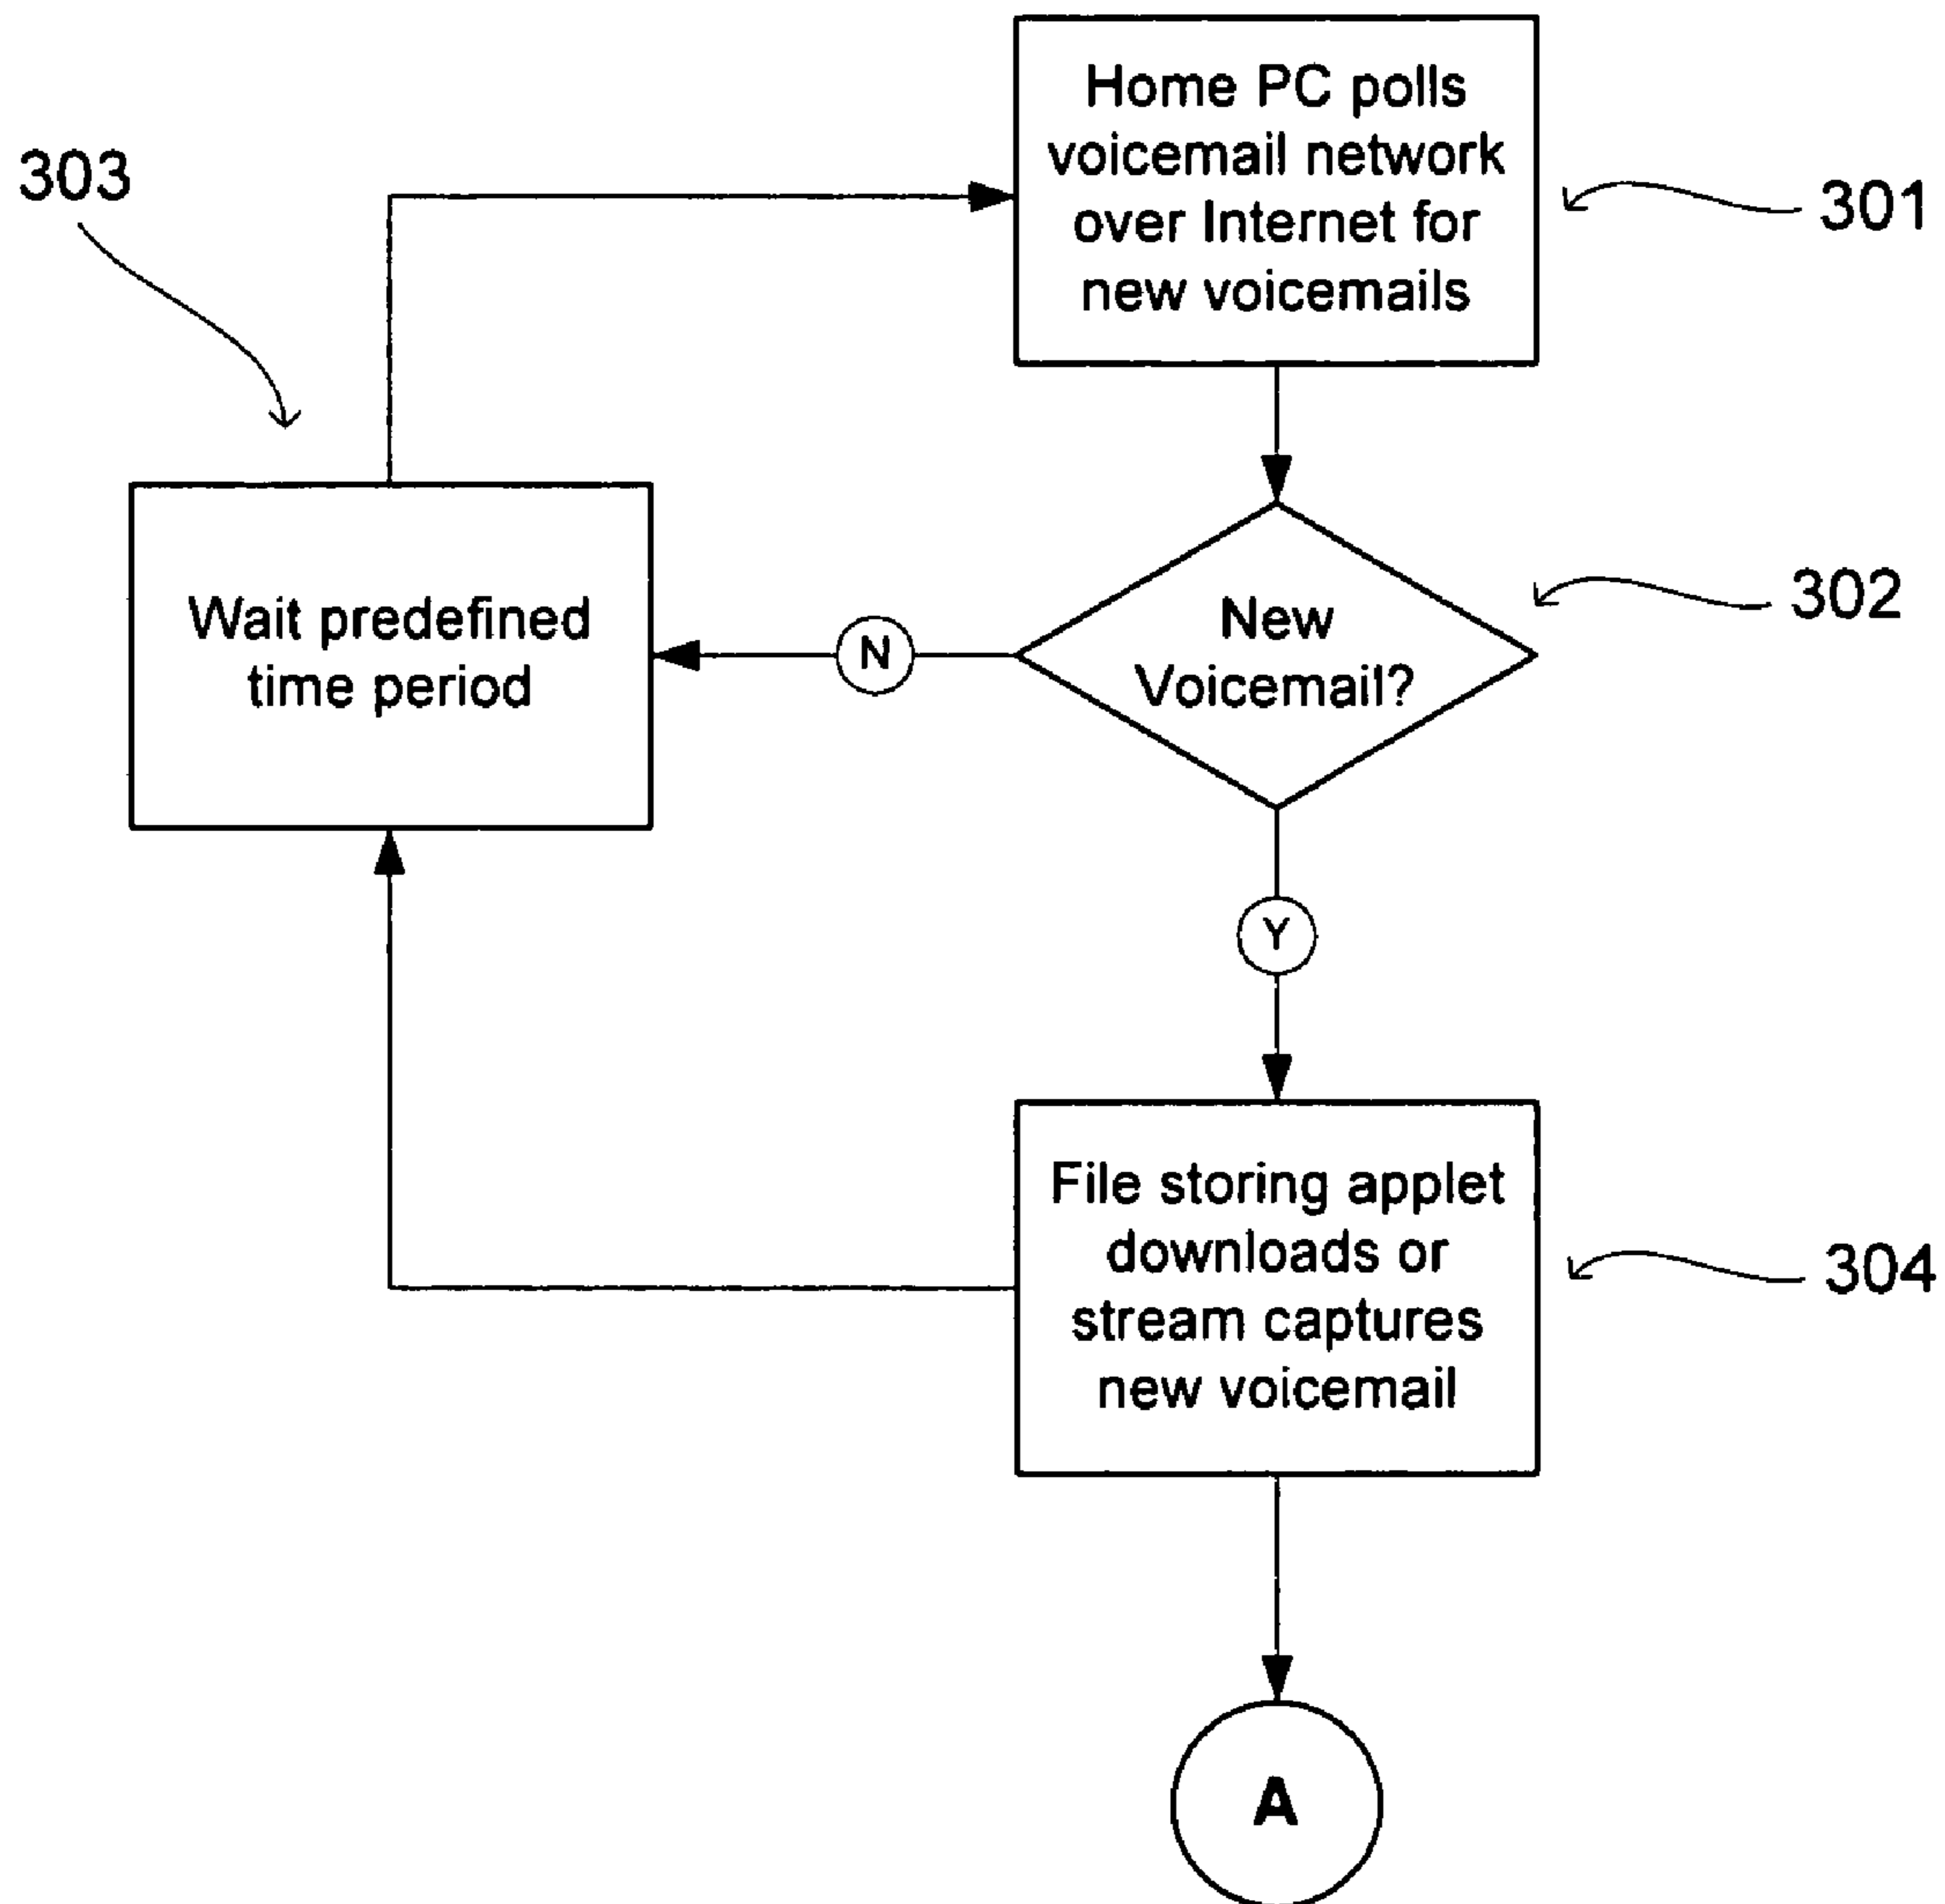 Home PC polls
voicemail network
over Internet for
new voicemails
301
303
New
Voicemail?
302
N
Wait predefined
time period
Y
File storing applet
downloads or
stream captures
new voicemail
304
A